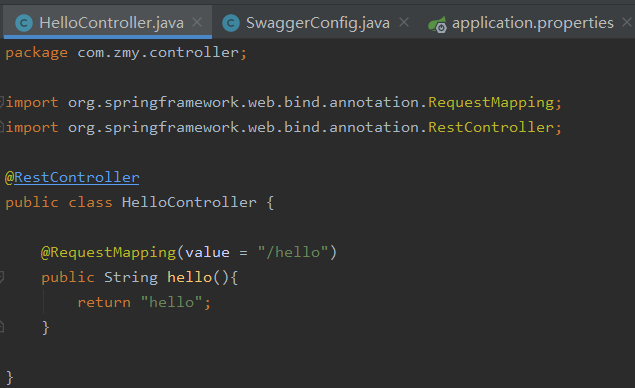 HelloController.java × SwaggerConfig.java × application.properties ×
package com.zmy.controller;
import org.springframework.web.bind.annotation.RequestMapping;
import org.springframework.web.bind.annotation.RestController;
@RestController
public class HelloController {
    @RequestMapping(value = "/hello")
    public String hello(){
        return "hello";
    }
}